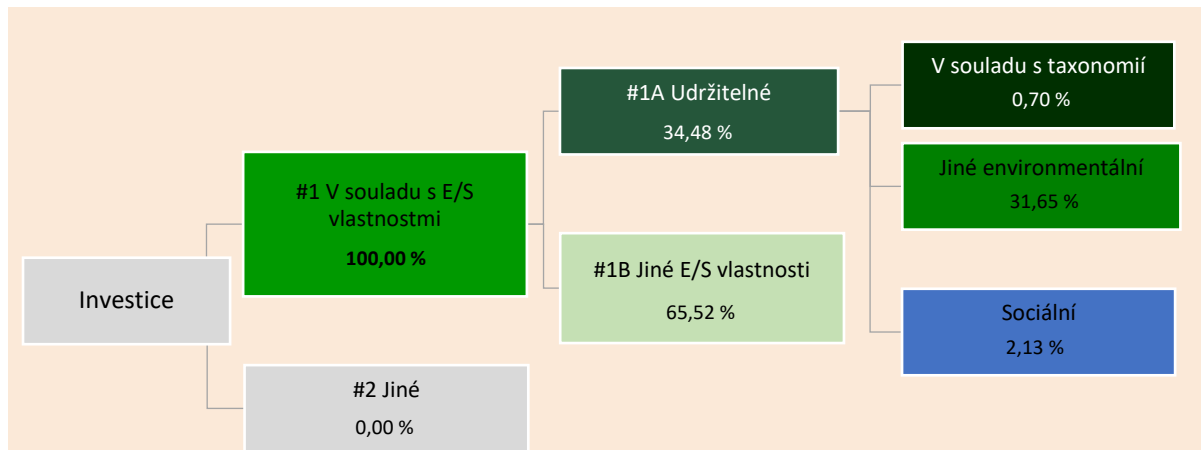 Investice
#1 V souladu s E/S
vlastnostmi
100,00 %
#2 Jiné
0,00 %
#1A Udržitelné
34,48 %
#1B Jiné E/S vlastnosti
65,52 %
V souladu s taxonomií
0,70 %
Jiné environmentální
31,65 %
Sociální
2,13 %